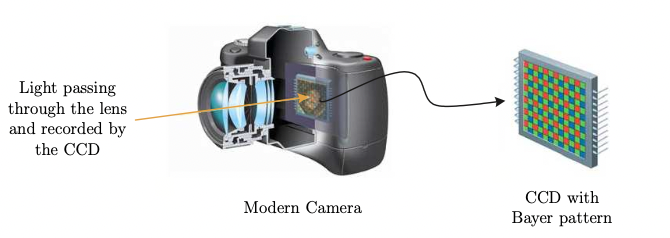 Light passing
through the lens
and recorded by
the CCD
Modern Camera
CCD with
Bayer pattern